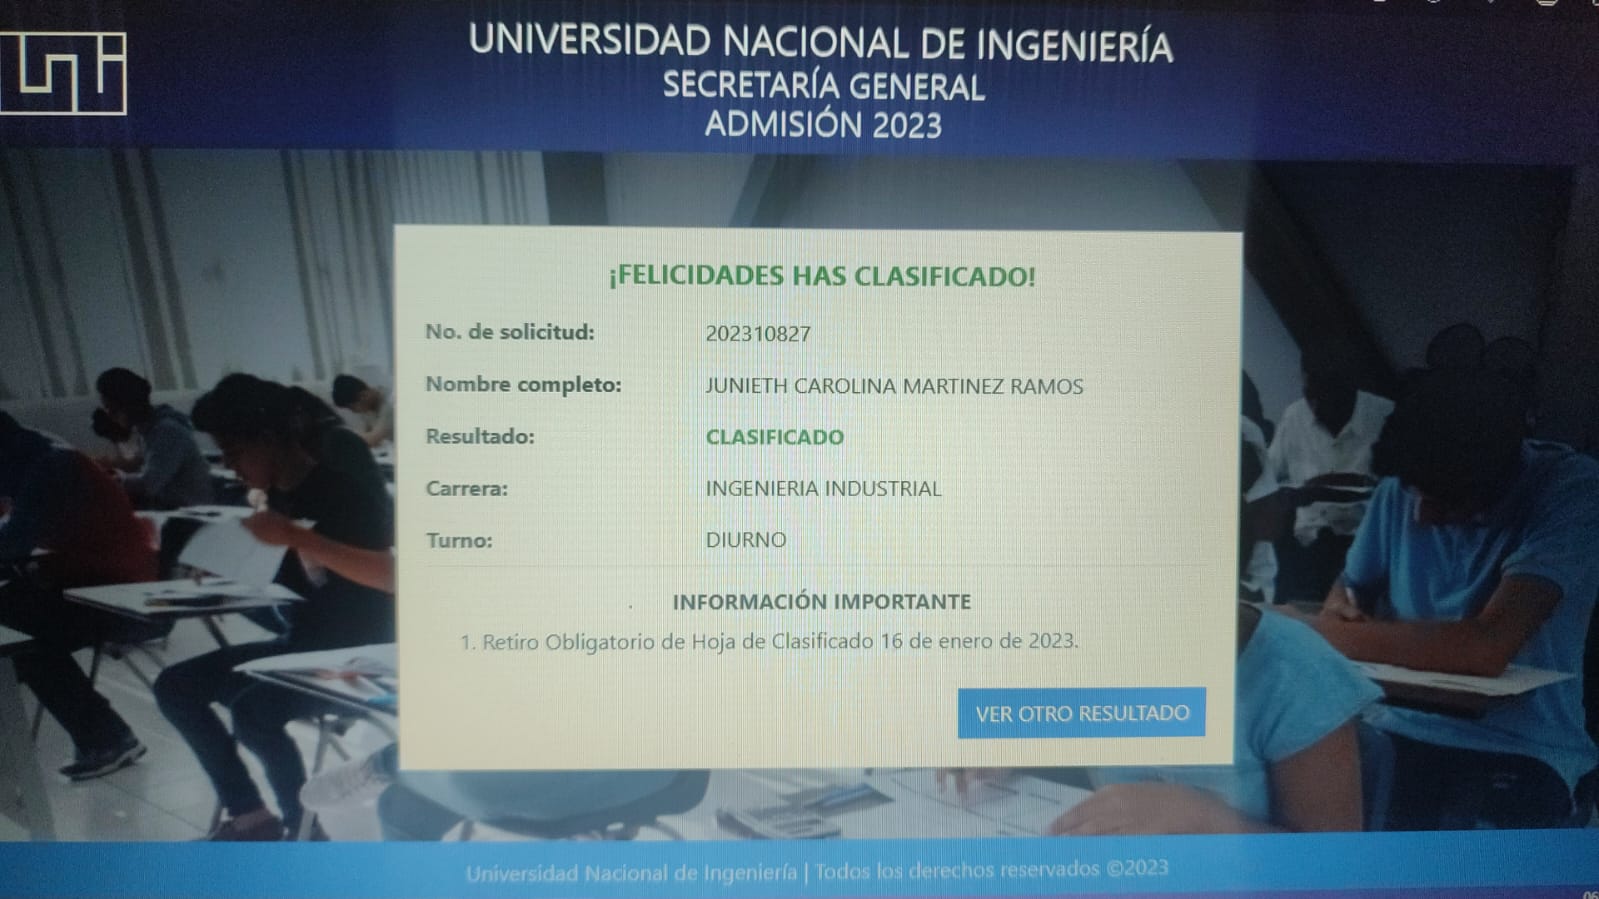 uni
UNIVERSIDAD NACIONAL DE INGENIERÍA
SECRETARÍA GENERAL
ADMISIÓN 2023
¡FELICIDADES HAS CLASIFICADO!
No. de solicitud: 202310827
Nombre completo: JUNIETH CAROLINA MARTINEZ RAMOS
Resultado: CLASIFICADO
Carrera: INGENIERIA INDUSTRIAL
Turno: DIURNO
INFORMACIÓN IMPORTANTE
1. Retiro Obligatorio de Hoja de Clasificado 16 de enero de 2023.
VER OTRO RESULTADO
Universidad Nacional de Ingeniería | Todos los derechos reservados ©2023